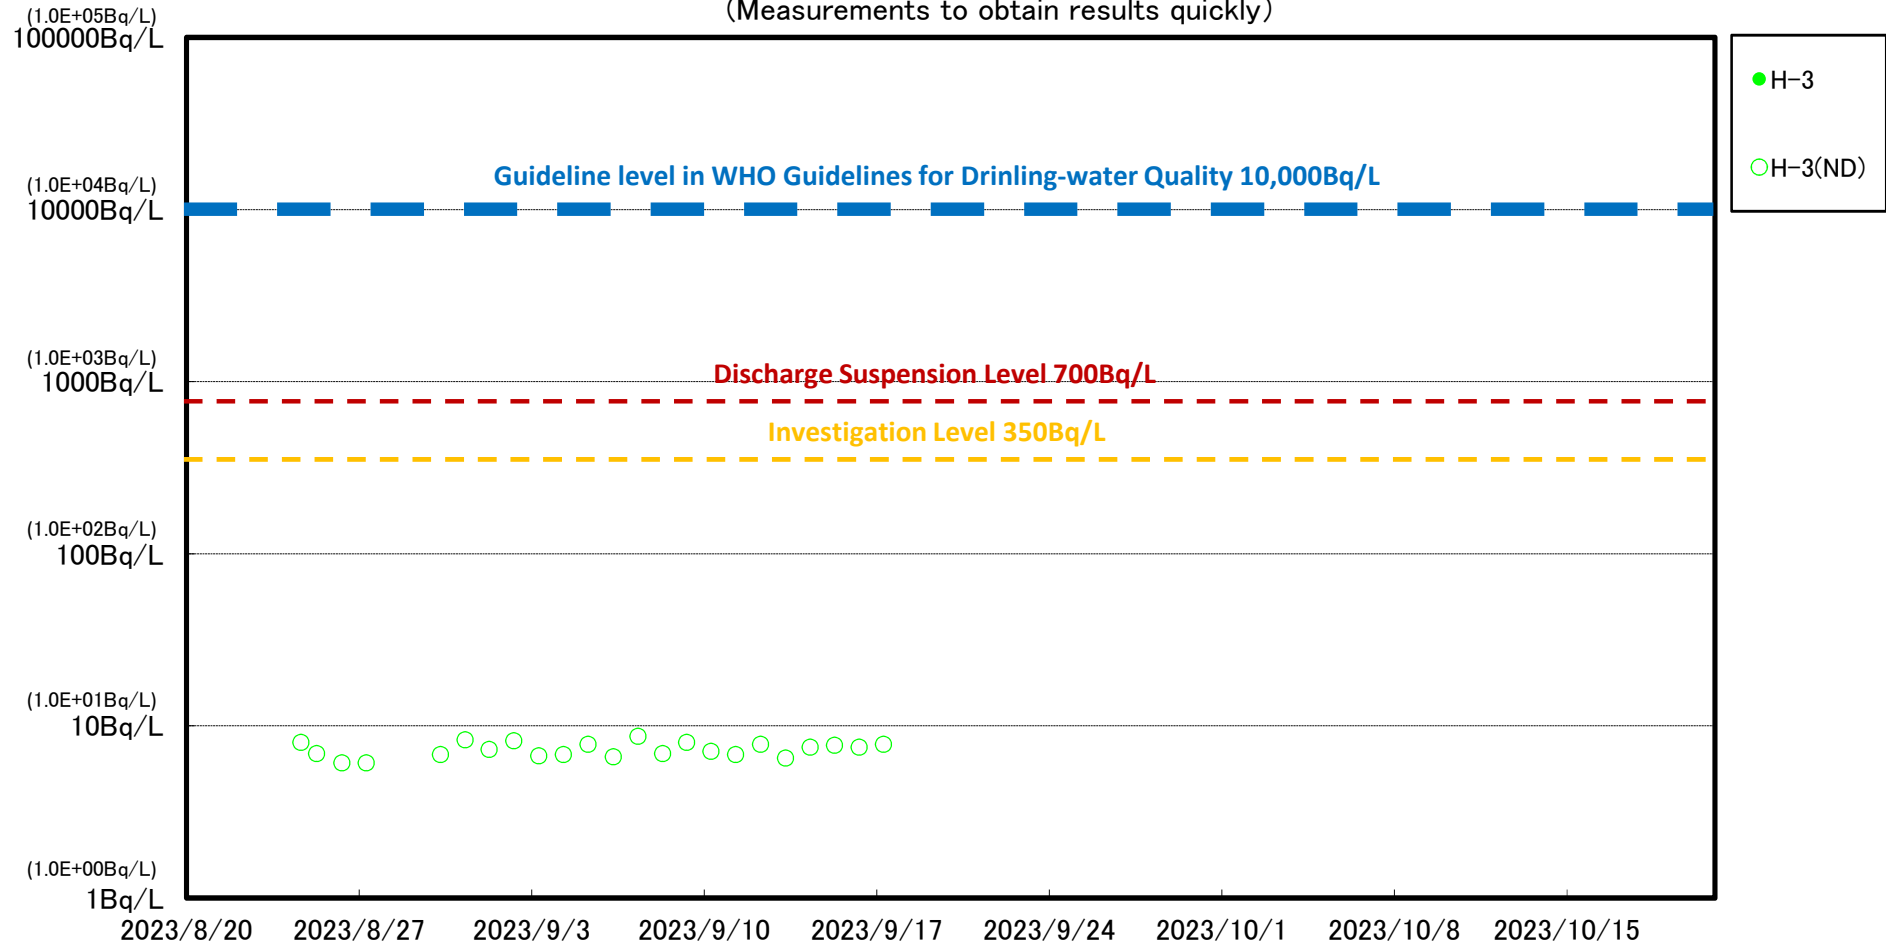 (Measurements to obtain results quickly)
(1.0E+05Bq/L)
100000Bq/L
H-3
H-3(ND)
Guideline level in WHO Guidelines for Drinling-water Quality 10,000Bq/L
(1.0E+04Bq/L)
10000Bq/L
(1.0E+03Bq/L)
1000Bq/L
Discharge Suspension Level 700Bq/L
Investigation Level 350Bq/L
(1.0E+02Bq/L)
100Bq/L
(1.0E+01Bq/L)
10Bq/L
(1.0E+00Bq/L)
1Bq/L
2023/8/20 2023/8/27 2023/9/3 2023/9/10 2023/9/17 2023/9/24 2023/10/1 2023/10/8 2023/10/15